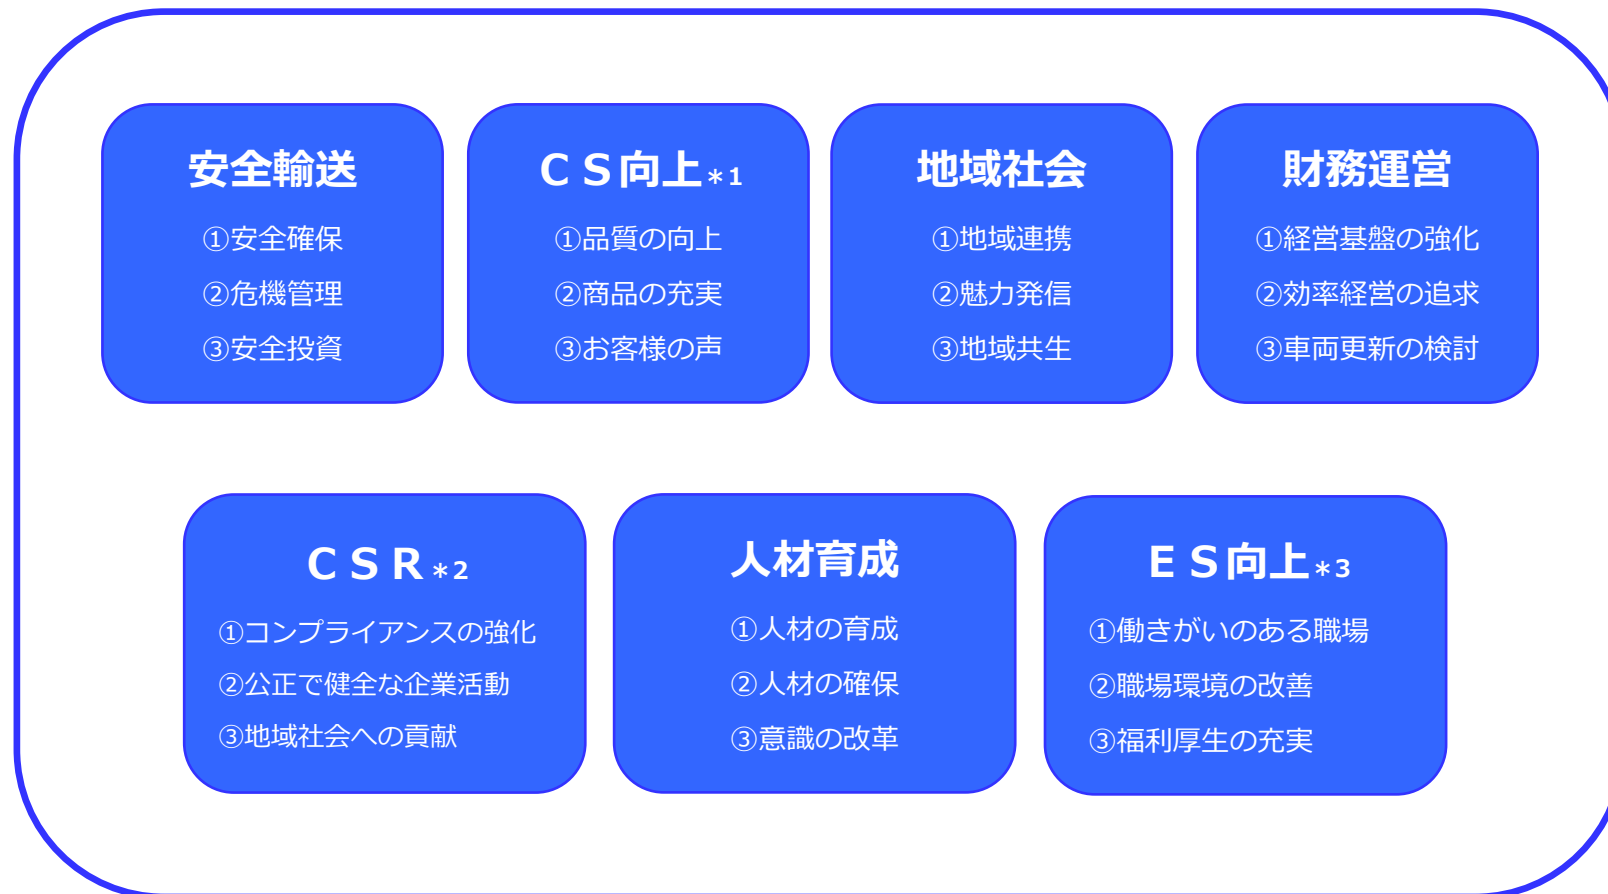 安全輸送
①安全確保
②危機管理
③安全投資
ＣＳ向上＊1
①品質の向上
②商品の充実
③お客様の声
地域社会
①地域連携
②魅力発信
③地域共生
財務運営
①経営基盤の強化
②効率経営の追求
③車両更新の検討
ＣＳＲ＊2
①コンプライアンスの強化
②公正で健全な企業活動
③地域社会への貢献
人材育成
①人材の育成
②人材の確保
③意識の改革
ＥＳ向上＊3
①働きがいのある職場
②職場環境の改善
③福利厚生の充実